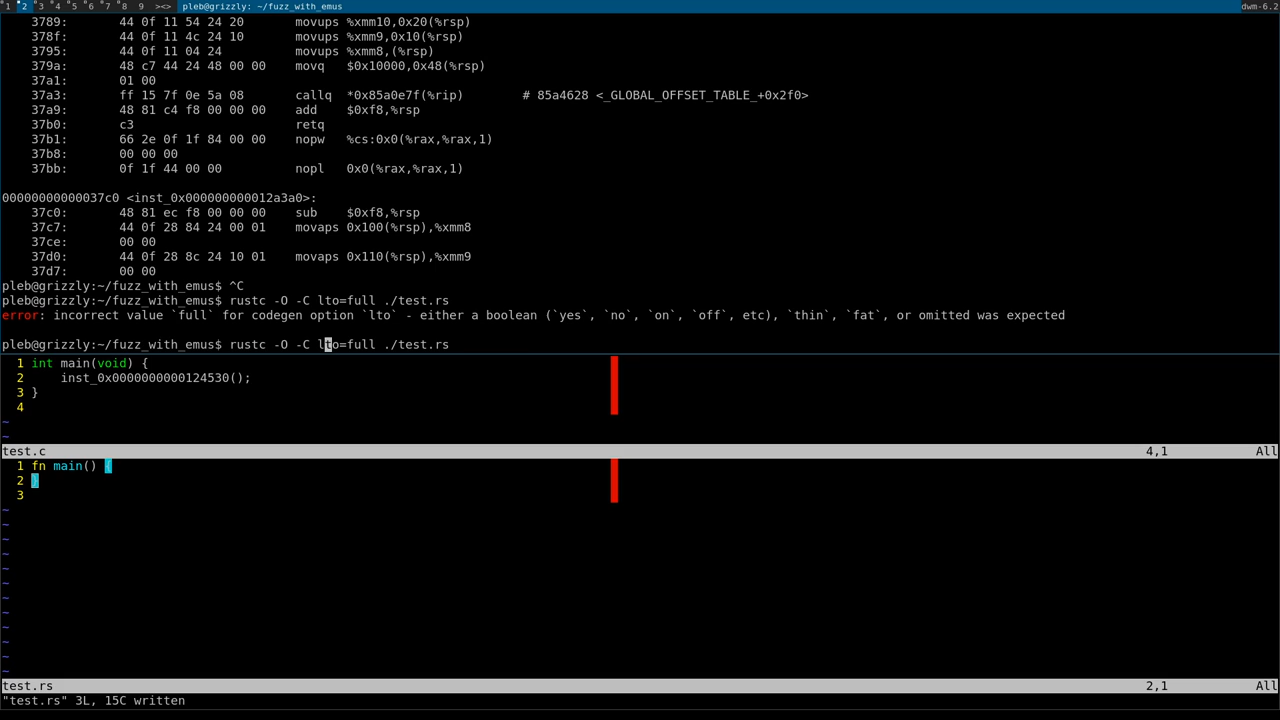 1 2 3 4 5 6 7 8 9 ><> pleb@grizzly: ~/fuzz_with_emus dwm-6.2
3789: 44 0f 11 54 24 20 movups %xmm10,0x20(%rsp)
378f: 44 0f 11 4c 24 10 movups %xmm9,0x10(%rsp)
3795: 44 0f 11 04 24 movups %xmm8,(%rsp)
379a: 48 c7 44 24 48 00 00 movq $0x10000,0x48(%rsp)
37a1: 01 00
37a3: ff 15 7f 0e 5a 08 callq *0x85a0e7f(%rip) # 85a4628 <_GLOBAL_OFFSET_TABLE_+0x2f0>
37a9: 48 81 c4 f8 00 00 00 add $0xf8,%rsp
37b0: c3 retq
37b1: 66 2e 0f 1f 84 00 00 nopw %cs:0x0(%rax,%rax,1)
37b8: 00 00 00
37bb: 0f 1f 44 00 00 nopl 0x0(%rax,%rax,1)
00000000000037c0 <inst_0x000000000012a3a0>:
37c0: 48 81 ec f8 00 00 00 sub $0xf8,%rsp
37c7: 44 0f 28 84 24 00 01 movaps 0x100(%rsp),%xmm8
37ce: 00 00
37d0: 44 0f 28 8c 24 10 01 movaps 0x110(%rsp),%xmm9
37d7: 00 00
pleb@grizzly:~/fuzz_with_emus$ ^C
pleb@grizzly:~/fuzz_with_emus$ rustc -O -C lto=full ./test.rs
error: incorrect value `full` for codegen option `lto` - either a boolean (`yes`, `no`, `on`, `off`, etc), `thin`, `fat`, or omitted was expected
pleb@grizzly:~/fuzz_with_emus$ rustc -O -C lto=full ./test.rs
1 int main(void) {
2 inst_0x0000000000124530();
3 }
4
~
~
test.c 4,1 All
1 fn main() {
2 }
3
~
~
~
~
~
~
~
~
~
~
~
~
test.rs 2,1 All
"test.rs" 3L, 15C written